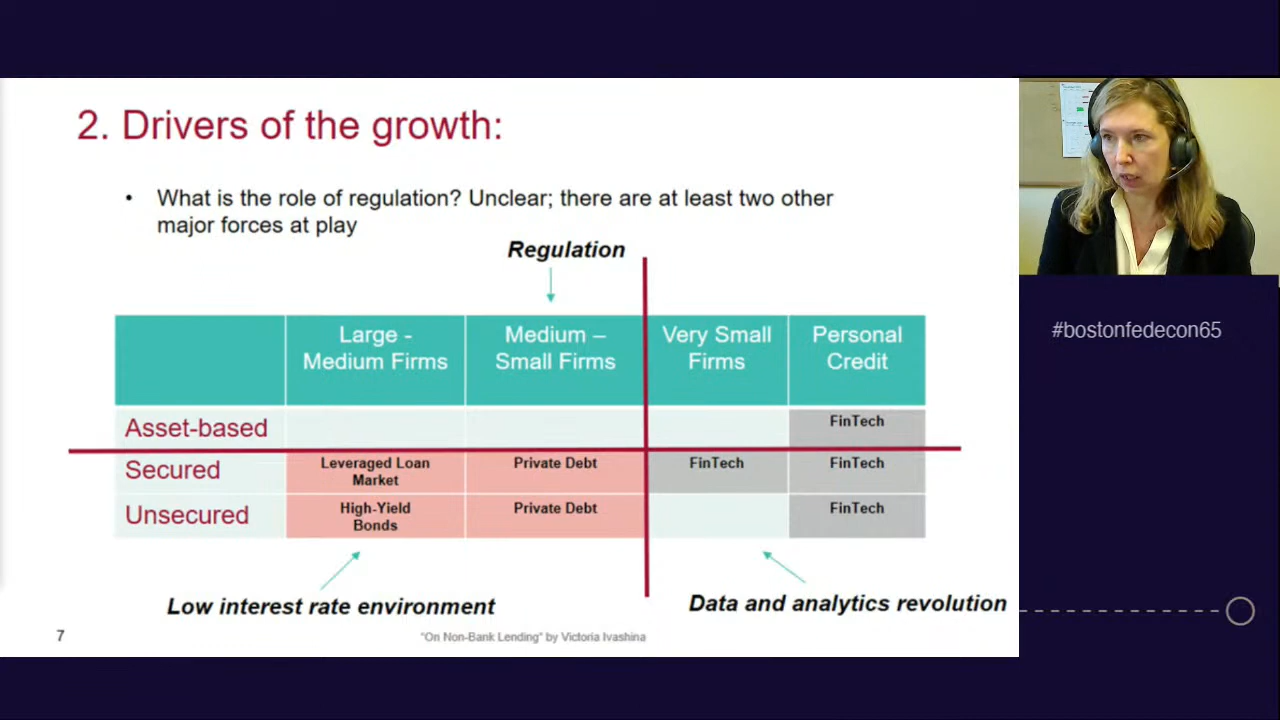 2. Drivers of the growth:
• What is the role of regulation? Unclear; there are at least two other
major forces at play
Regulation
Large -
Medium Firms
Medium –
Small Firms
Very Small
Firms
Personal
Credit
Asset-based
FinTech
Secured
Leveraged Loan
Market
Private Debt
FinTech
FinTech
Unsecured
High-Yield
Bonds
Private Debt
FinTech
Low interest rate environment
Data and analytics revolution
7
"On Non-Bank Lending" by Victoria Ivashina
#bostonfedecon65